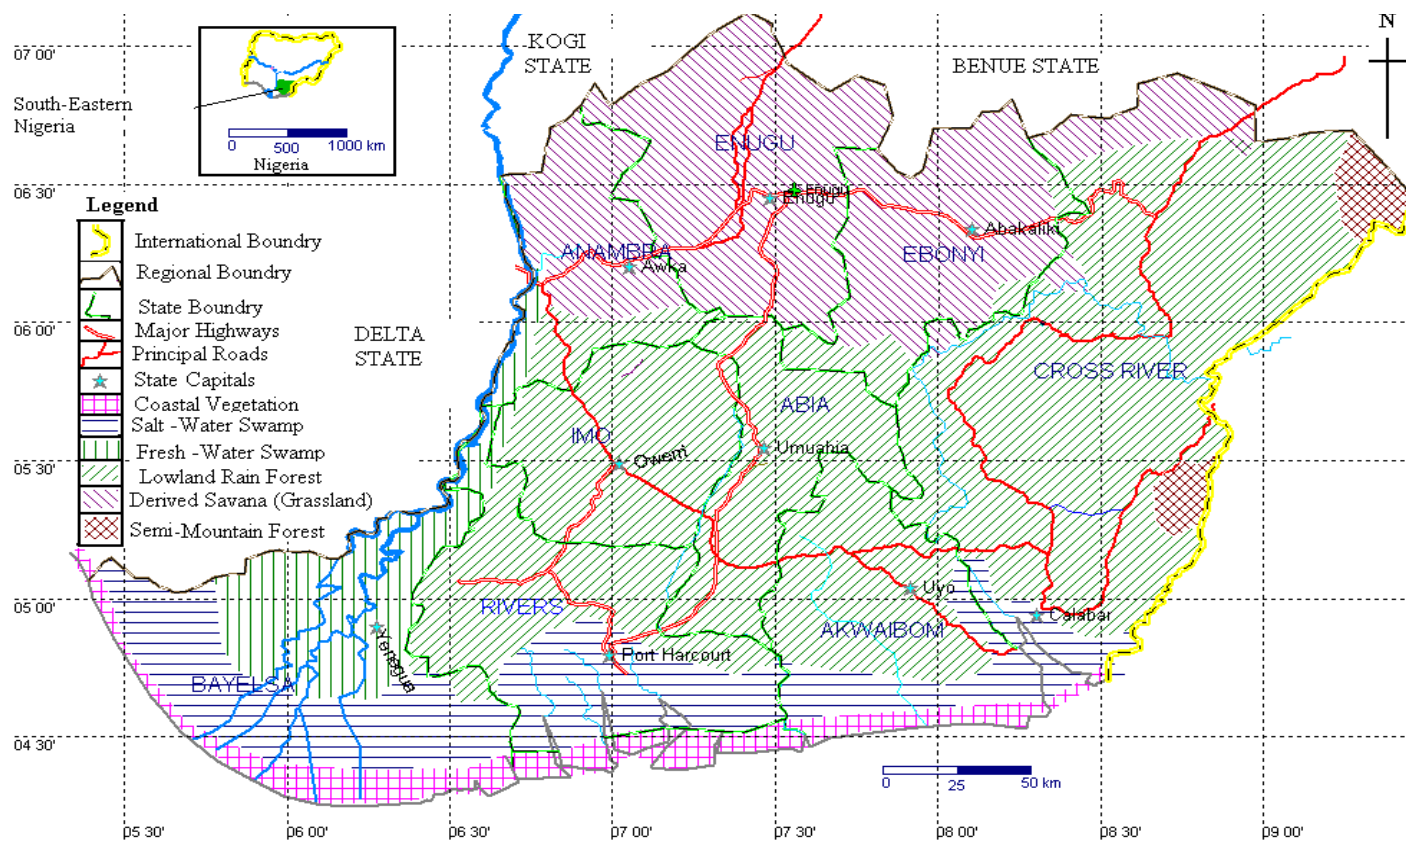 N
07 00'
KOGI
STATE
BENUE STATE
South-Eastern
Nigeria
0 500 1000 km
Nigeria
ENUGU
06 30'
Enugu
Enugu
Legend
International Boundry
Regional Boundry
State Boundry
Major Highways
Principal Roads
State Capitals
Coastal Vegetation
Salt -Water Swamp
Fresh -Water Swamp
Lowland Rain Forest
Derived Savana (Grassland)
Semi-Mountain Forest
Abakaliki
ANAMBRA
EBONYI
Awka
06 00'
DELTA
STATE
CROSS RIVER
ABIA
IMO
Umuahia
Owerri
05 30'
Uyo
05 00'
RIVERS
Calabar
AKWAIBOM
Yenegua
Port Harcourt
BAYELSA
04 30'
0 25 50 km
05 30' 06 00' 06 30' 07 00' 07 30' 08 00' 08 30' 09 00'